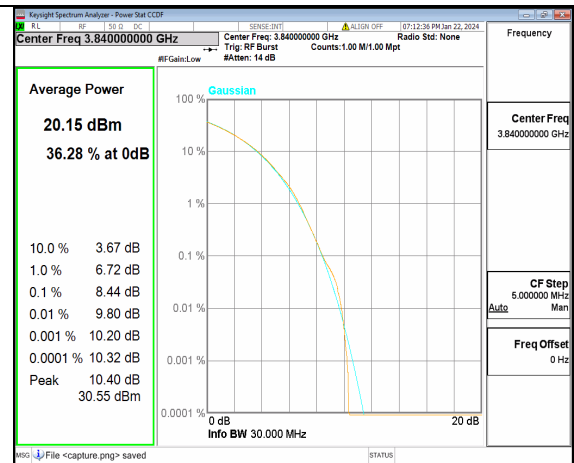 Keysight Spectrum Analyzer - Power Stat CCDF
RL RF 50 Ω DC SENSE:INT ALIGN OFF 07:12:36 PM Jan 22, 2024
Center Freq 3.840000000 GHz
Center Freq: 3.840000000 GHz Radio Std: None
Trig: RF Burst Counts:1.00 M/1.00 Mpt
#IFGain:Low #Atten: 14 dB
Frequency
Average Power
20.15 dBm
36.28 % at 0dB
10.0 % 3.67 dB
1.0 % 6.72 dB
0.1 % 8.44 dB
0.01 % 9.80 dB
0.001 % 10.20 dB
0.0001 % 10.32 dB
Peak 10.40 dB
30.55 dBm
Gaussian
100 %
10 %
1 %
0.1 %
0.01 %
0.001 %
0.0001 %
0 dB 20 dB
Info BW 30.000 MHz
Center Freq
3.840000000 GHz
CF Step
5.000000 MHz
Auto Man
Freq Offset
0 Hz
MSG File <capture.png> saved STATUS